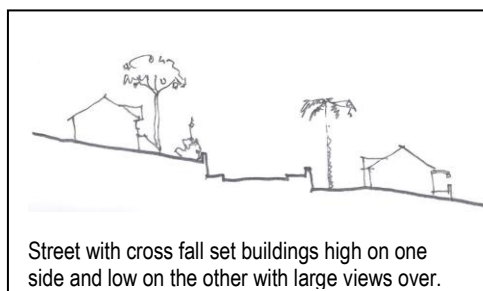 Street with cross fall set buildings high on one
side and low on the other with large views over.